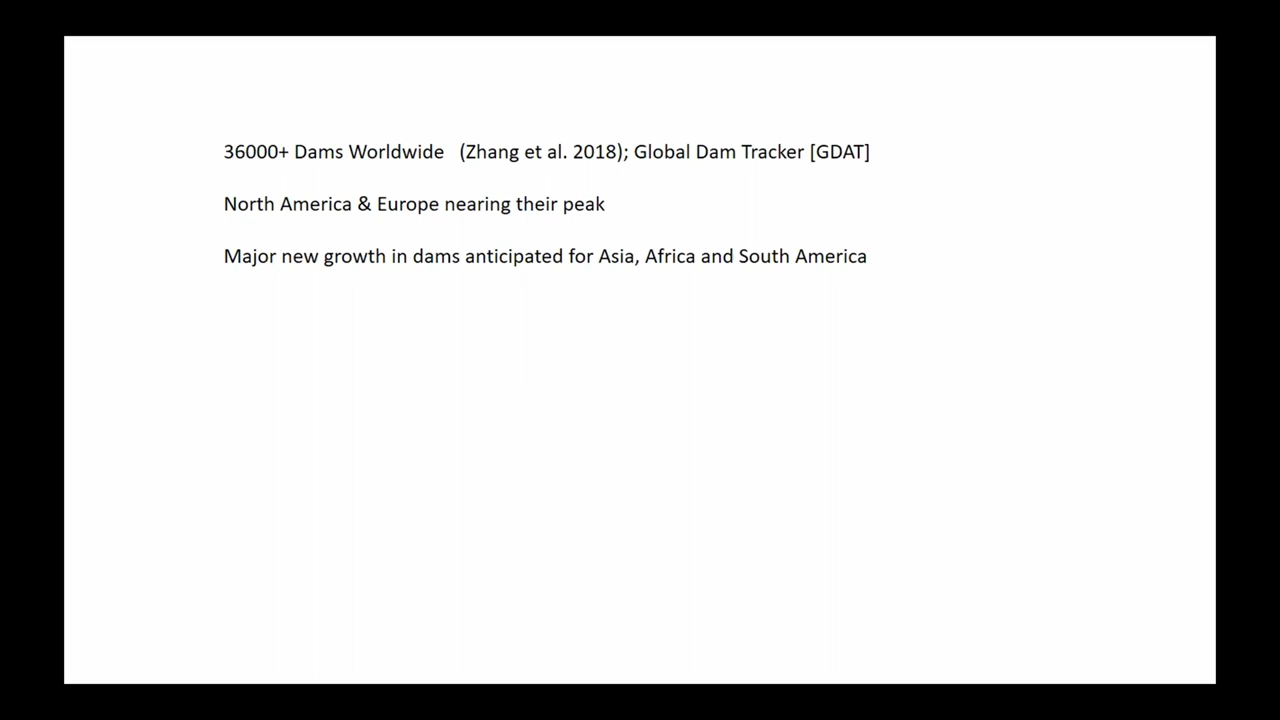 36000+ Dams Worldwide (Zhang et al. 2018); Global Dam Tracker [GDAT]
North America & Europe nearing their peak
Major new growth in dams anticipated for Asia, Africa and South America